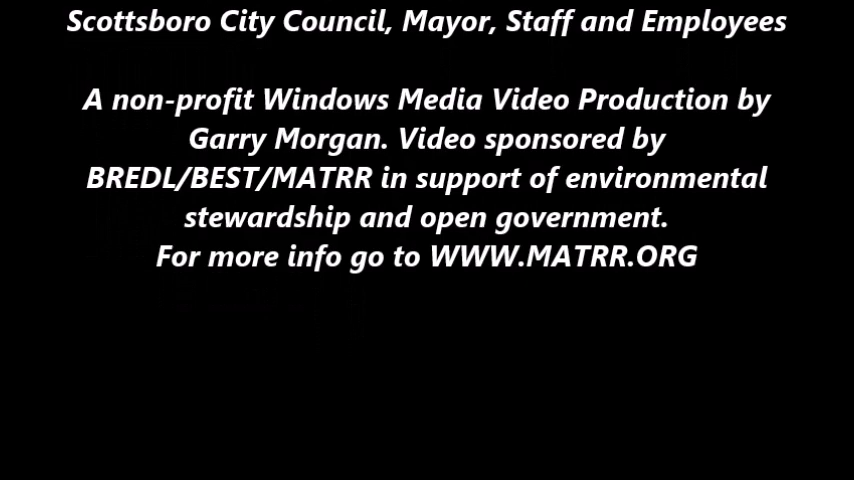 Scottsboro City Council, Mayor, Staff and Employees
A non-profit Windows Media Video Production by
Garry Morgan. Video sponsored by
BREDL/BEST/MATRR in support of environmental
stewardship and open government.
For more info go to WWW.MATRR.ORG